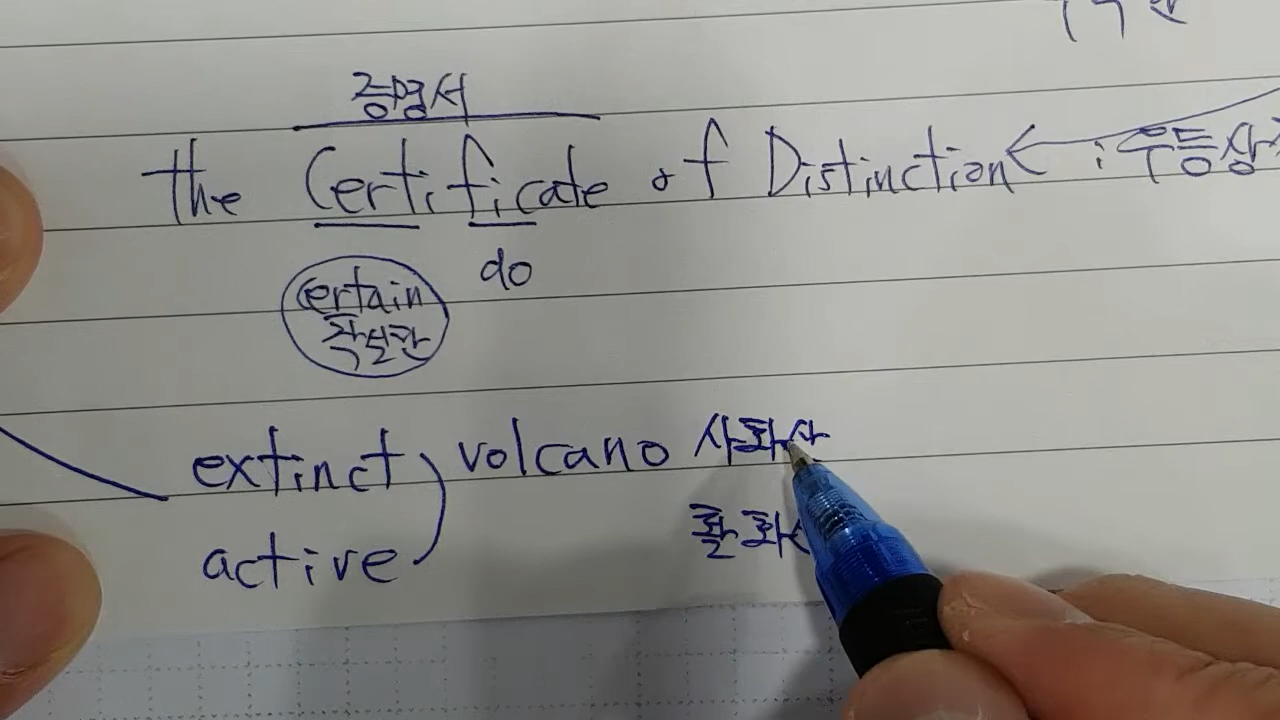 증명서
the Certificate of Distinction ← : 우등상
do
certain
확실한
extinct volcano 사화산
active 활화